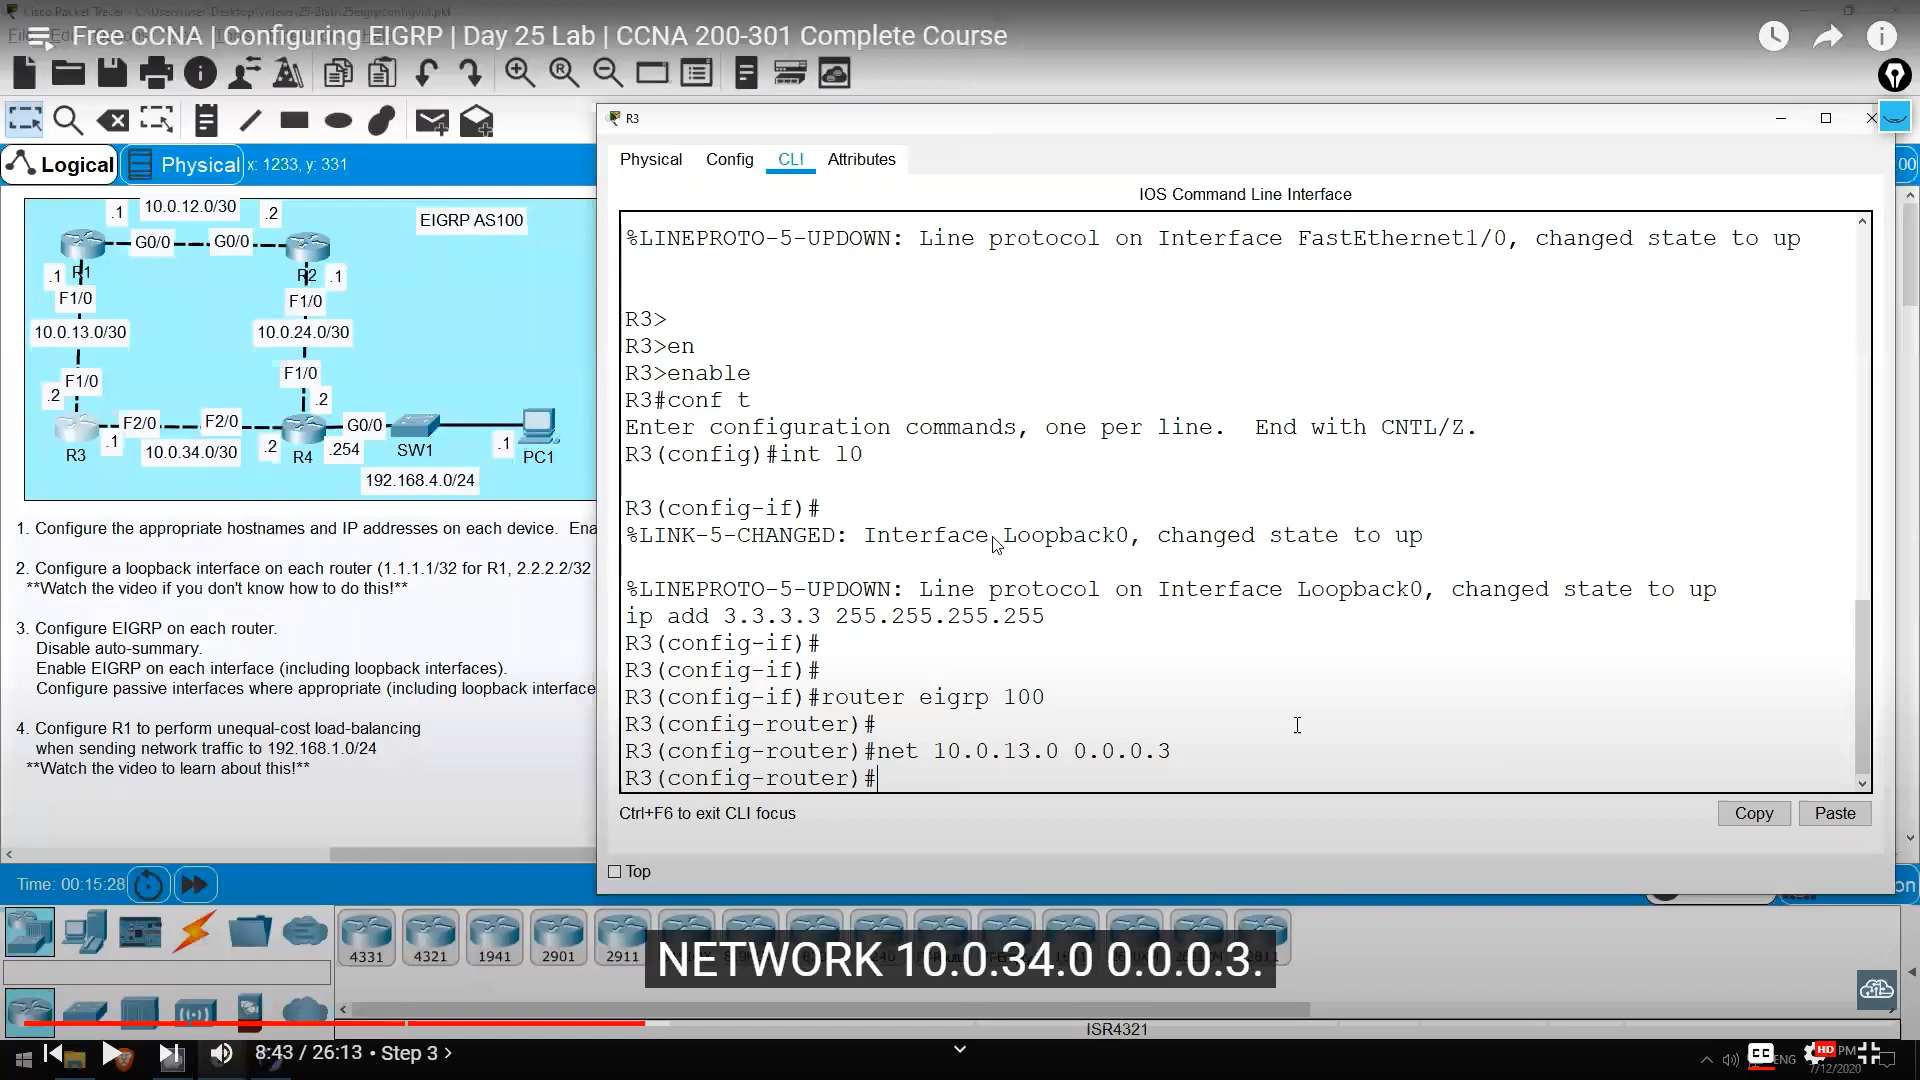 Free CCNA | Configuring EIGRP | Day 25 Lab | CCNA 200-301 Complete Course
Logical
Physical
x: 1233, y: 331
.1
10.0.12.0/30
.2
EIGRP AS100
G0/0
G0/0
.1
R1
R2
.1
F1/0
F1/0
10.0.13.0/30
10.0.24.0/30
F1/0
F1/0
.2
.2
F2/0
F2/0
G0/0
.1
.2
.254
.1
R3
10.0.34.0/30
R4
SW1
PC1
192.168.4.0/24
1. Configure the appropriate hostnames and IP addresses on each device. Ena
2. Configure a loopback interface on each router (1.1.1.1/32 for R1, 2.2.2.2/32
**Watch the video if you don't know how to do this!**
3. Configure EIGRP on each router.
Disable auto-summary.
Enable EIGRP on each interface (including loopback interfaces).
Configure passive interfaces where appropriate (including loopback interface
4. Configure R1 to perform unequal-cost load-balancing
when sending network traffic to 192.168.1.0/24
**Watch the video to learn about this!**
R3
Physical
Config
CLI
Attributes
IOS Command Line Interface
%LINEPROTO-5-UPDOWN: Line protocol on Interface FastEthernet1/0, changed state to up
R3>
R3>en
R3>enable
R3#conf t
Enter configuration commands, one per line.  End with CNTL/Z.
R3(config)#int l0
R3(config-if)#
%LINK-5-CHANGED: Interface Loopback0, changed state to up
%LINEPROTO-5-UPDOWN: Line protocol on Interface Loopback0, changed state to up
ip add 3.3.3.3 255.255.255.255
R3(config-if)#
R3(config-if)#
R3(config-if)#router eigrp 100
R3(config-router)#
R3(config-router)#net 10.0.13.0 0.0.0.3
R3(config-router)#
Ctrl+F6 to exit CLI focus
Copy
Paste
Top
Time: 00:15:28
4331
4321
1941
2901
2911
NETWORK 10.0.34.0 0.0.0.3.
ISR4321
8:43 / 26:13 • Step 3
CC
ENG
HD
PM
7/12/2020